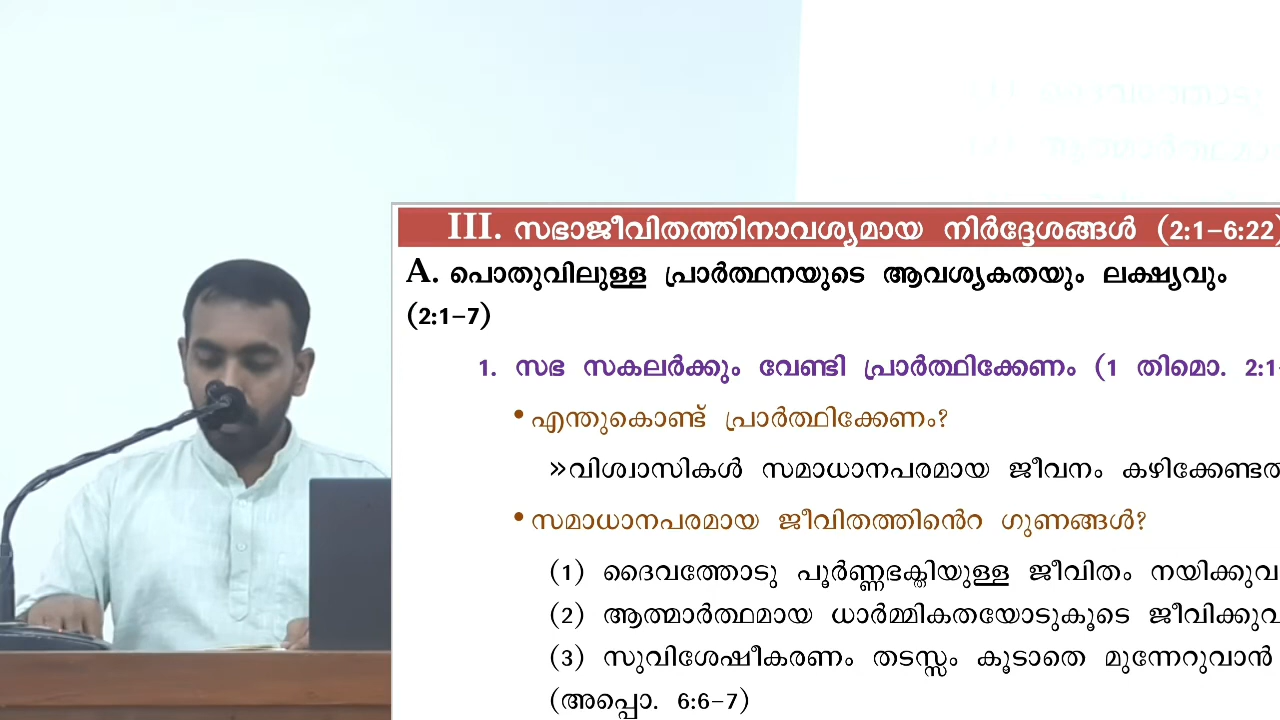 III. സഭാജീവിതത്തിനാവശ്യമായ നിർദ്ദേശങ്ങൾ (2:1-6:22)
A. പൊതുവിലുള്ള പ്രാർത്ഥനയുടെ ആവശ്യകതയും ലക്ഷ്യവും
(2:1-7)
1. സഭ സകലർക്കും വേണ്ടി പ്രാർത്ഥിക്കേണം (1 തിമൊ. 2:1-
• എന്തുകൊണ്ട് പ്രാർത്ഥിക്കേണം?
»വിശ്വാസികൾ സമാധാനപരമായ ജീവനം
• സമാധാനപരമായ ജീവിതത്തിൻെറ ഗുണങ്ങൾ?
(1) ദൈവത്തോടു പൂർണ്ണഭക്തിയുള്ള ജീവിതം
(2) ആത്മാർത്ഥമായ ധാർമ്മികതയോടുകൂടെ
(3) സുവിശേഷീകരണം തടസ്സം കൂടാതെ മുന്നേറുവാൻ
(അപ്പൊ. 6:6-7)